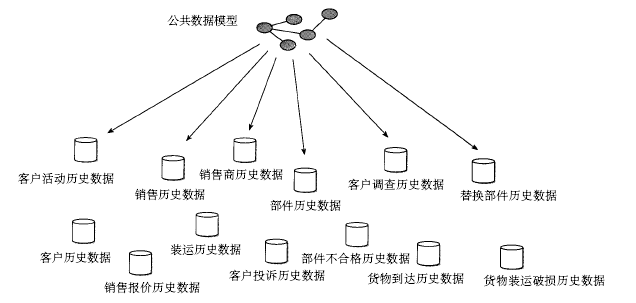 公共数据模型
客户活动历史数据
销售历史数据
销售商历史数据
部件历史数据
客户调查历史数据
替换部件历史数据
客户历史数据
销售报价历史数据
装运历史数据
客户投诉历史数据
部件不合格历史数据
货物到达历史数据
货物装运破损历史数据